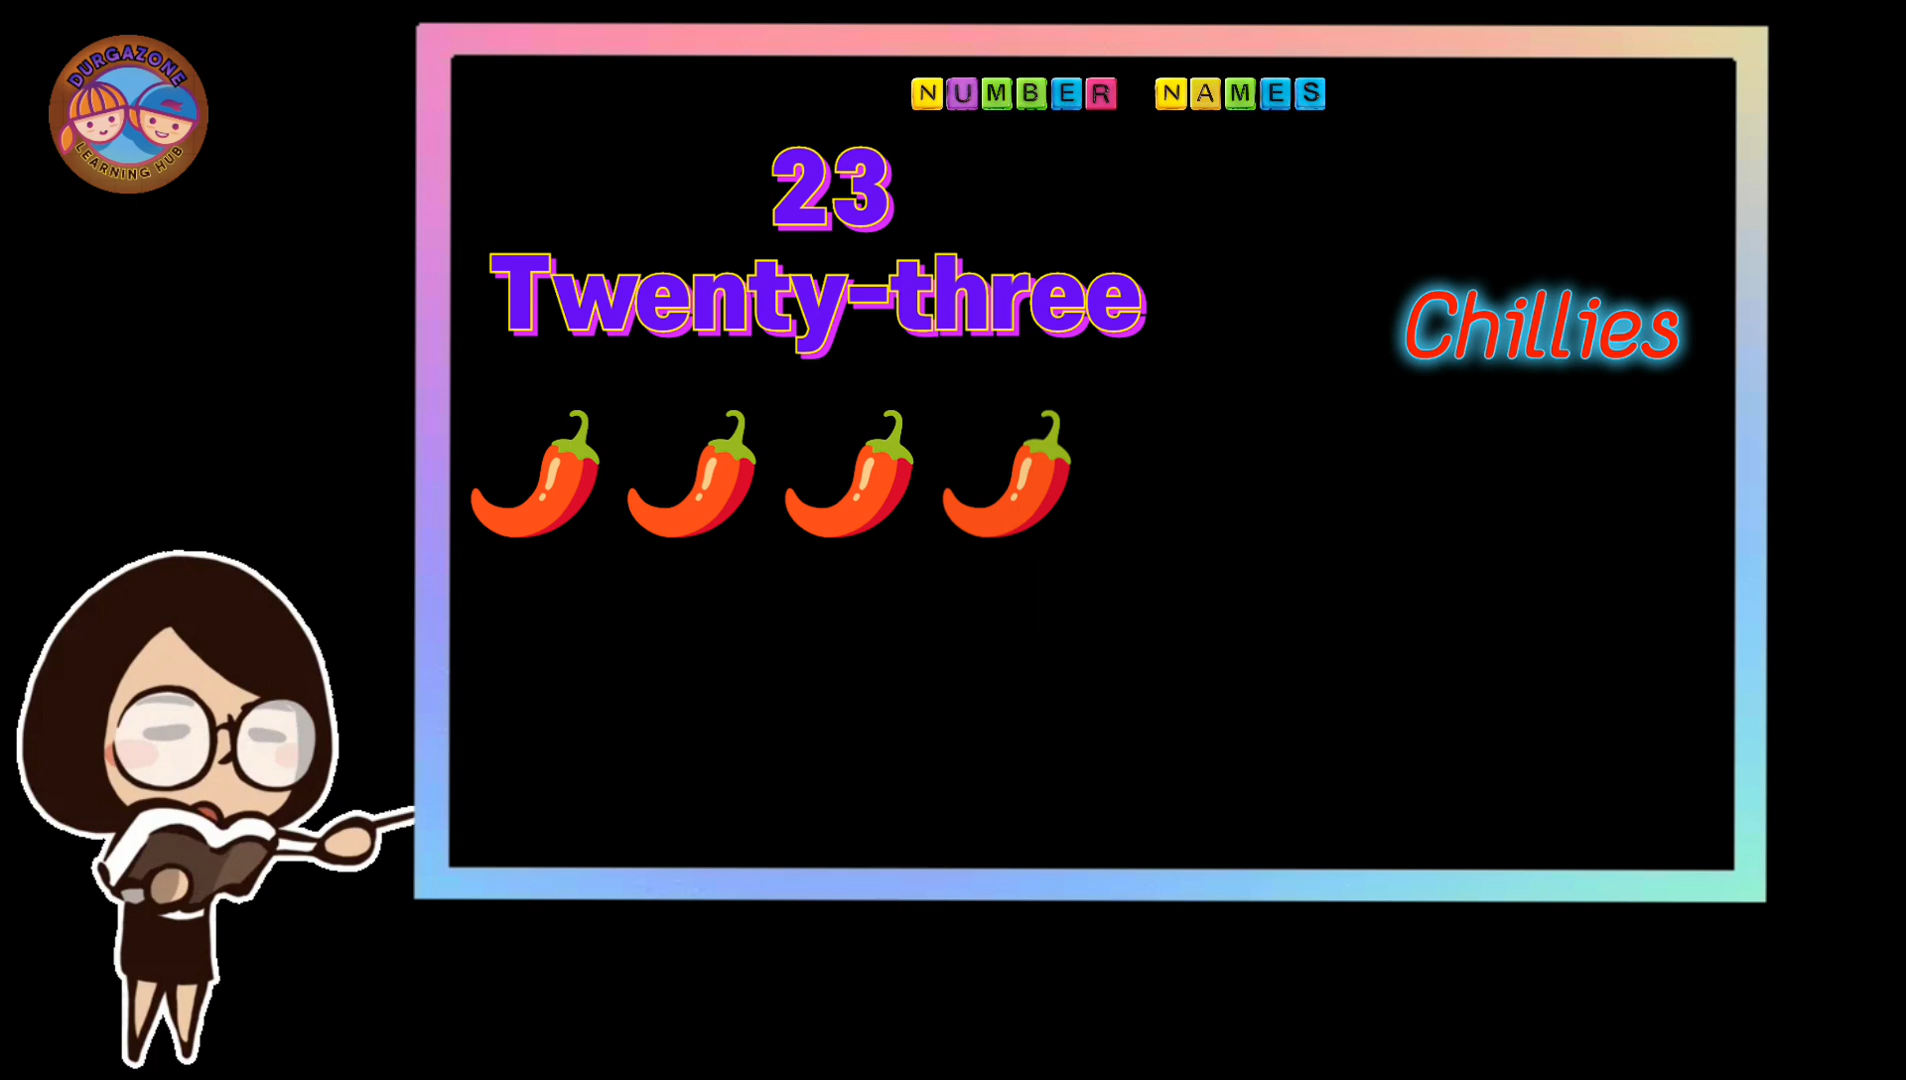 DURGAZONE
LEARNING HUB
NUMBER NAMES
23
Twenty-three
Chillies